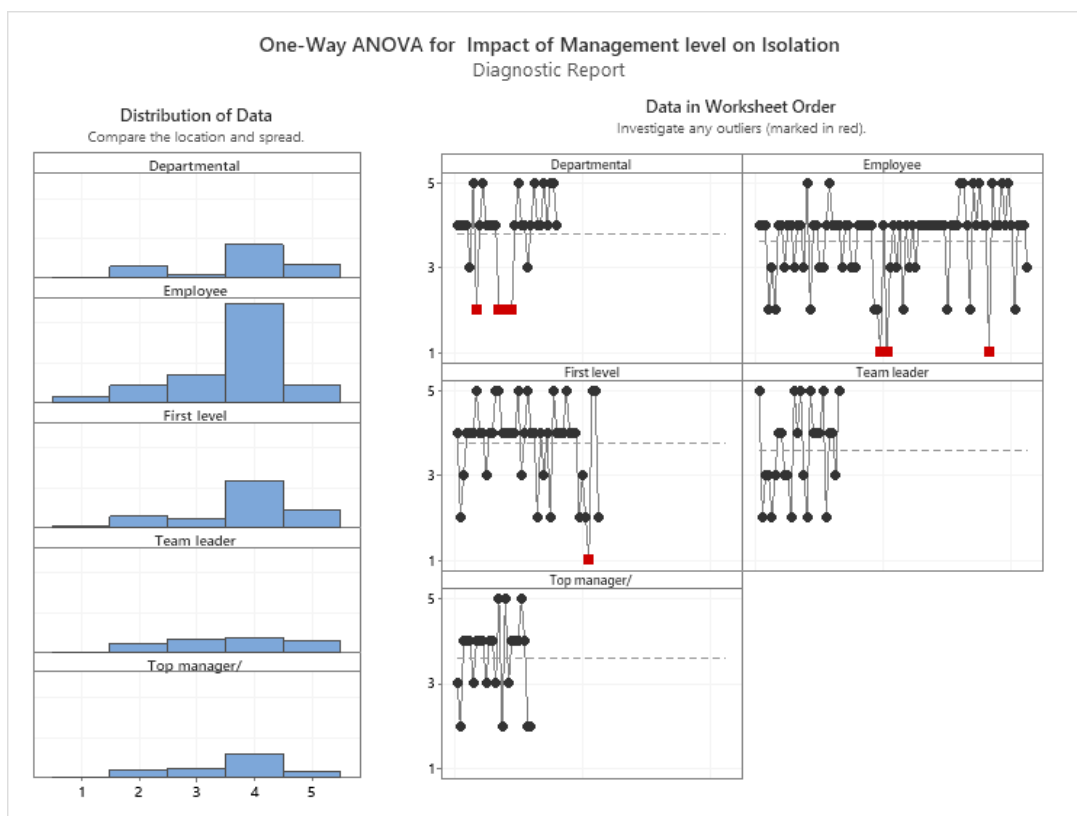 One-Way ANOVA for Impact of Management level on Isolation
Diagnostic Report
Distribution of Data
Compare the location and spread.
Departmental
Employee
First level
Team leader
Top manager/
1 2 3 4 5
Data in Worksheet Order
Investigate any outliers (marked in red).
Departmental Employee
5
3
1
First level Team leader
5
3
1
Top manager/
5
3
1